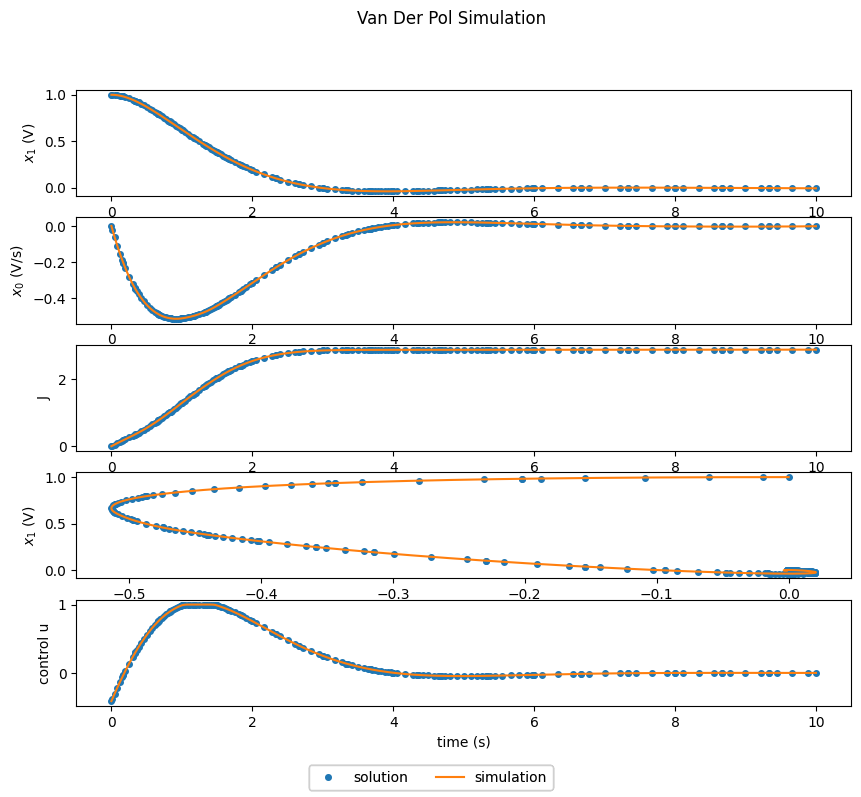 Van Der Pol Simulation
1.0
0.5
0.0
x₁ (V)
0 2 4 6 8 10
0.0
−0.2
−0.4
x₀ (V/s)
0 2 4 6 8 10
2
0
J
0 2 4 6 8 10
1.0
0.5
0.0
x₁ (V)
−0.5 −0.4 −0.3 −0.2 −0.1 0.0
1
0
control u
0 2 4 6 8 10
time (s)
solution simulation